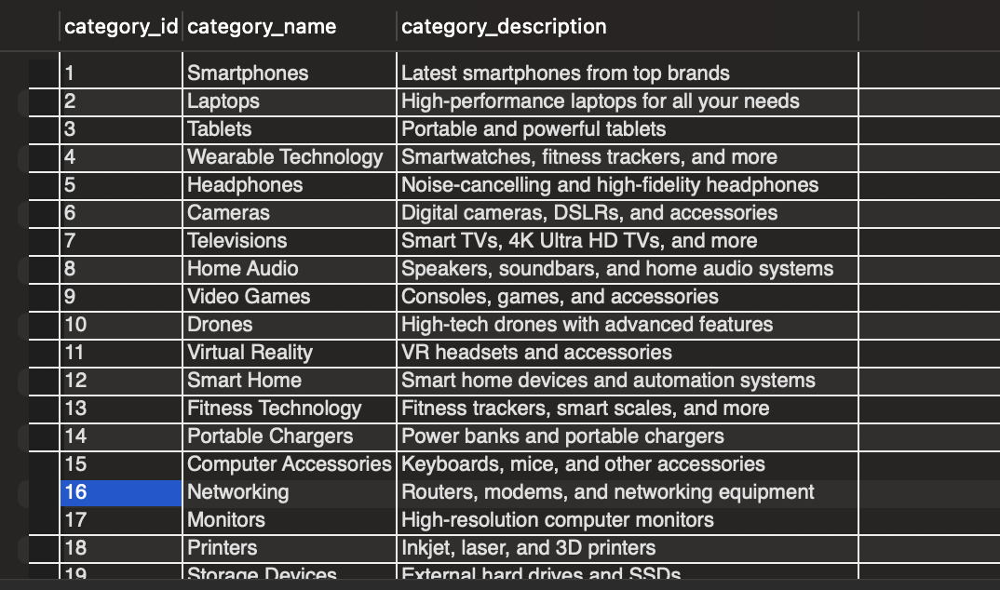 category_id category_name category_description
1 Smartphones Latest smartphones from top brands
2 Laptops High-performance laptops for all your needs
3 Tablets Portable and powerful tablets
4 Wearable Technology Smartwatches, fitness trackers, and more
5 Headphones Noise-cancelling and high-fidelity headphones
6 Cameras Digital cameras, DSLRs, and accessories
7 Televisions Smart TVs, 4K Ultra HD TVs, and more
8 Home Audio Speakers, soundbars, and home audio systems
9 Video Games Consoles, games, and accessories
10 Drones High-tech drones with advanced features
11 Virtual Reality VR headsets and accessories
12 Smart Home Smart home devices and automation systems
13 Fitness Technology Fitness trackers, smart scales, and more
14 Portable Chargers Power banks and portable chargers
15 Computer Accessories Keyboards, mice, and other accessories
16 Networking Routers, modems, and networking equipment
17 Monitors High-resolution computer monitors
18 Printers Inkjet, laser, and 3D printers
19 Storage Devices External hard drives and SSDs